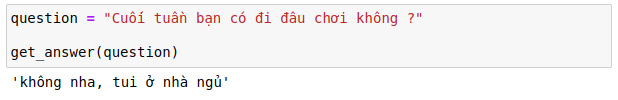 question = "Cuối tuần bạn có đi đâu chơi không ?"
get_answer(question)
'không nha, tui ở nhà ngủ'